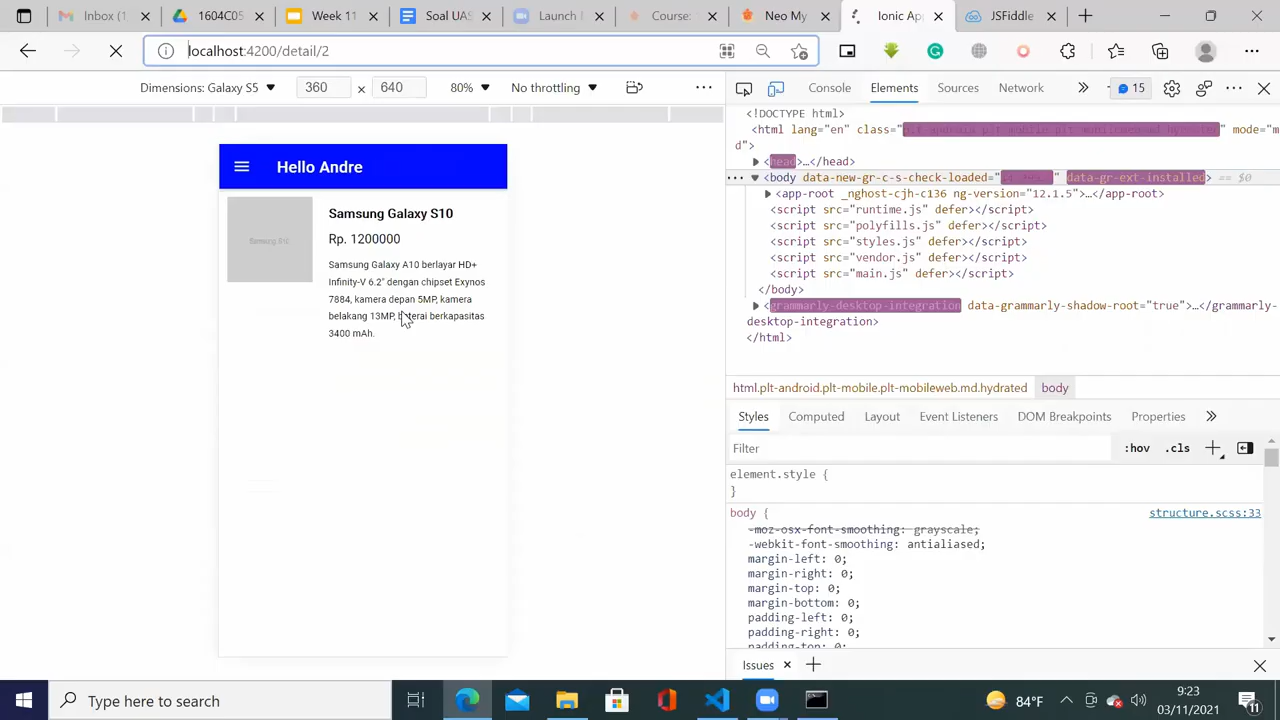 Inbox (1
1604C05
Week 11
Soal UAS
Launch I
Course:
Neo My
Ionic Ap
JSFiddle
localhost:4200/detail/2
Dimensions: Galaxy S5 360 × 640 80% No throttling
Console Elements Sources Network 15
Hello Andre
Samsung S10
Samsung Galaxy S10
Rp. 1200000
Samsung Galaxy A10 berlayar HD+
Infinity-V 6.2" dengan chipset Exynos
7884, kamera depan 5MP, kamera
belakang 13MP, baterai berkapasitas
3400 mAh.
<!DOCTYPE html>
<html lang="en" class=" " mode="m
d">
<head>…</head>
<body data-new-gr-c-s-check-loaded=" " data-gr-ext-installed> == $0
<app-root _nghost-cjh-c136 ng-version="12.1.5">…</app-root>
<script src="runtime.js" defer></script>
<script src="polyfills.js" defer></script>
<script src="styles.js" defer></script>
<script src="vendor.js" defer></script>
<script src="main.js" defer></script>
</body>
<grammarly-desktop-integration data-grammarly-shadow-root="true">…</grammarly-
desktop-integration>
</html>
html.plt-android.plt-mobile.plt-mobileweb.md.hydrated body
Styles Computed Layout Event Listeners DOM Breakpoints Properties
Filter :hov .cls
element.style {
}
body { structure.scss:33
-moz-osx-font-smoothing: grayscale;
-webkit-font-smoothing: antialiased;
margin-left: 0;
margin-right: 0;
margin-top: 0;
margin-bottom: 0;
padding-left: 0;
padding-right: 0;
padding-top: 0;
Issues
Type here to search
84°F
9:23
03/11/2021
11